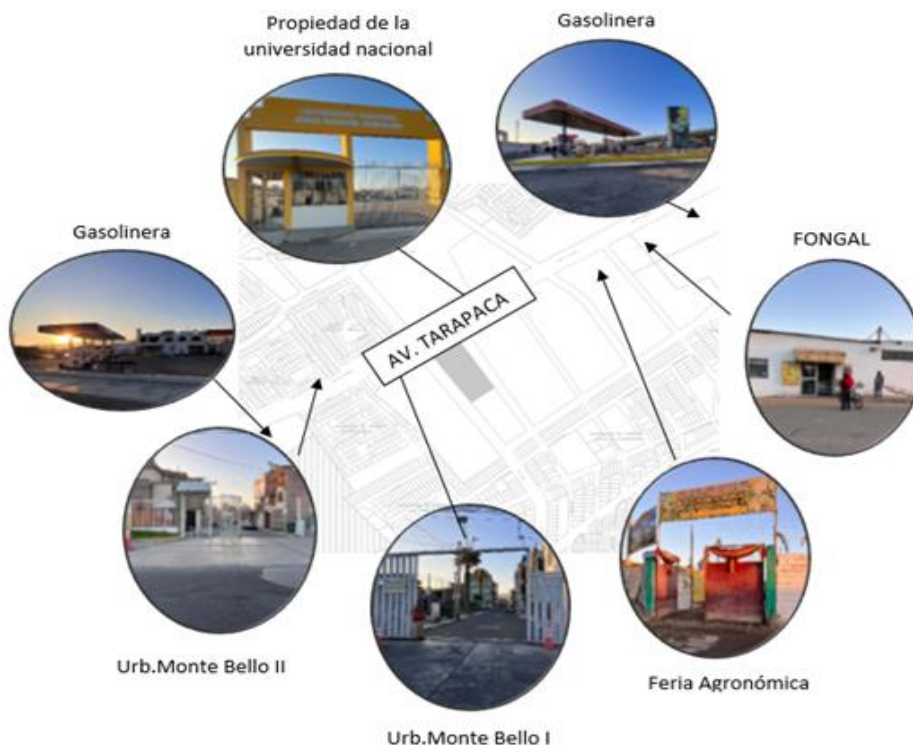 Propiedad de la
universidad nacional
Gasolinera
Gasolinera
FONGAL
AV. TARAPACA
Urb.Monte Bello II
Feria Agronómica
Urb.Monte Bello I